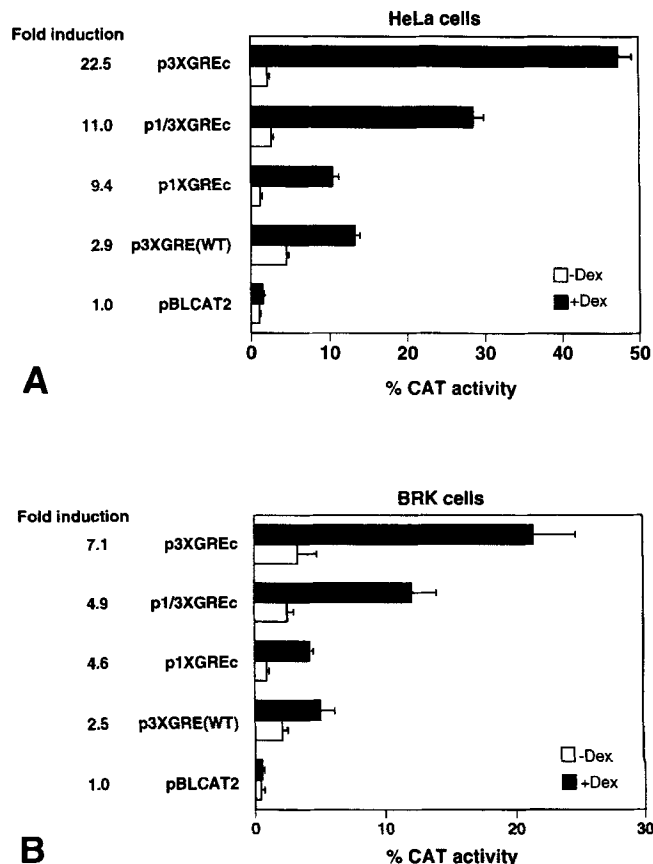 HeLa cells
Fold induction
22.5 p3XGREc
11.0 p1/3XGREc
9.4 p1XGREc
2.9 p3XGRE(WT)
1.0 pBLCAT2
-Dex
+Dex
0 10 20 30 40 50
A
% CAT activity
BRK cells
Fold induction
7.1 p3XGREc
4.9 p1/3XGREc
4.6 p1XGREc
2.5 p3XGRE(WT)
1.0 pBLCAT2
-Dex
+Dex
0 10 20 30
B
% CAT activity